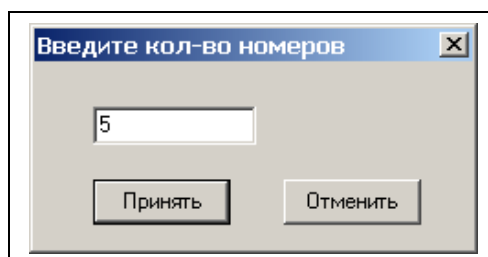 Введите кол-во номеров
5
Принять Отменить